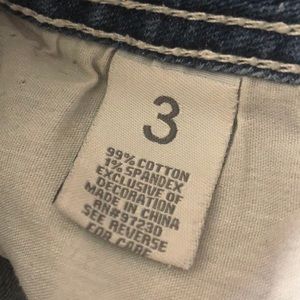 3
99% COTTON
1% SPANDEX
EXCLUSIVE OF
DECORATION
MADE IN CHINA
RN#97230
SEE REVERSE
FOR CARE